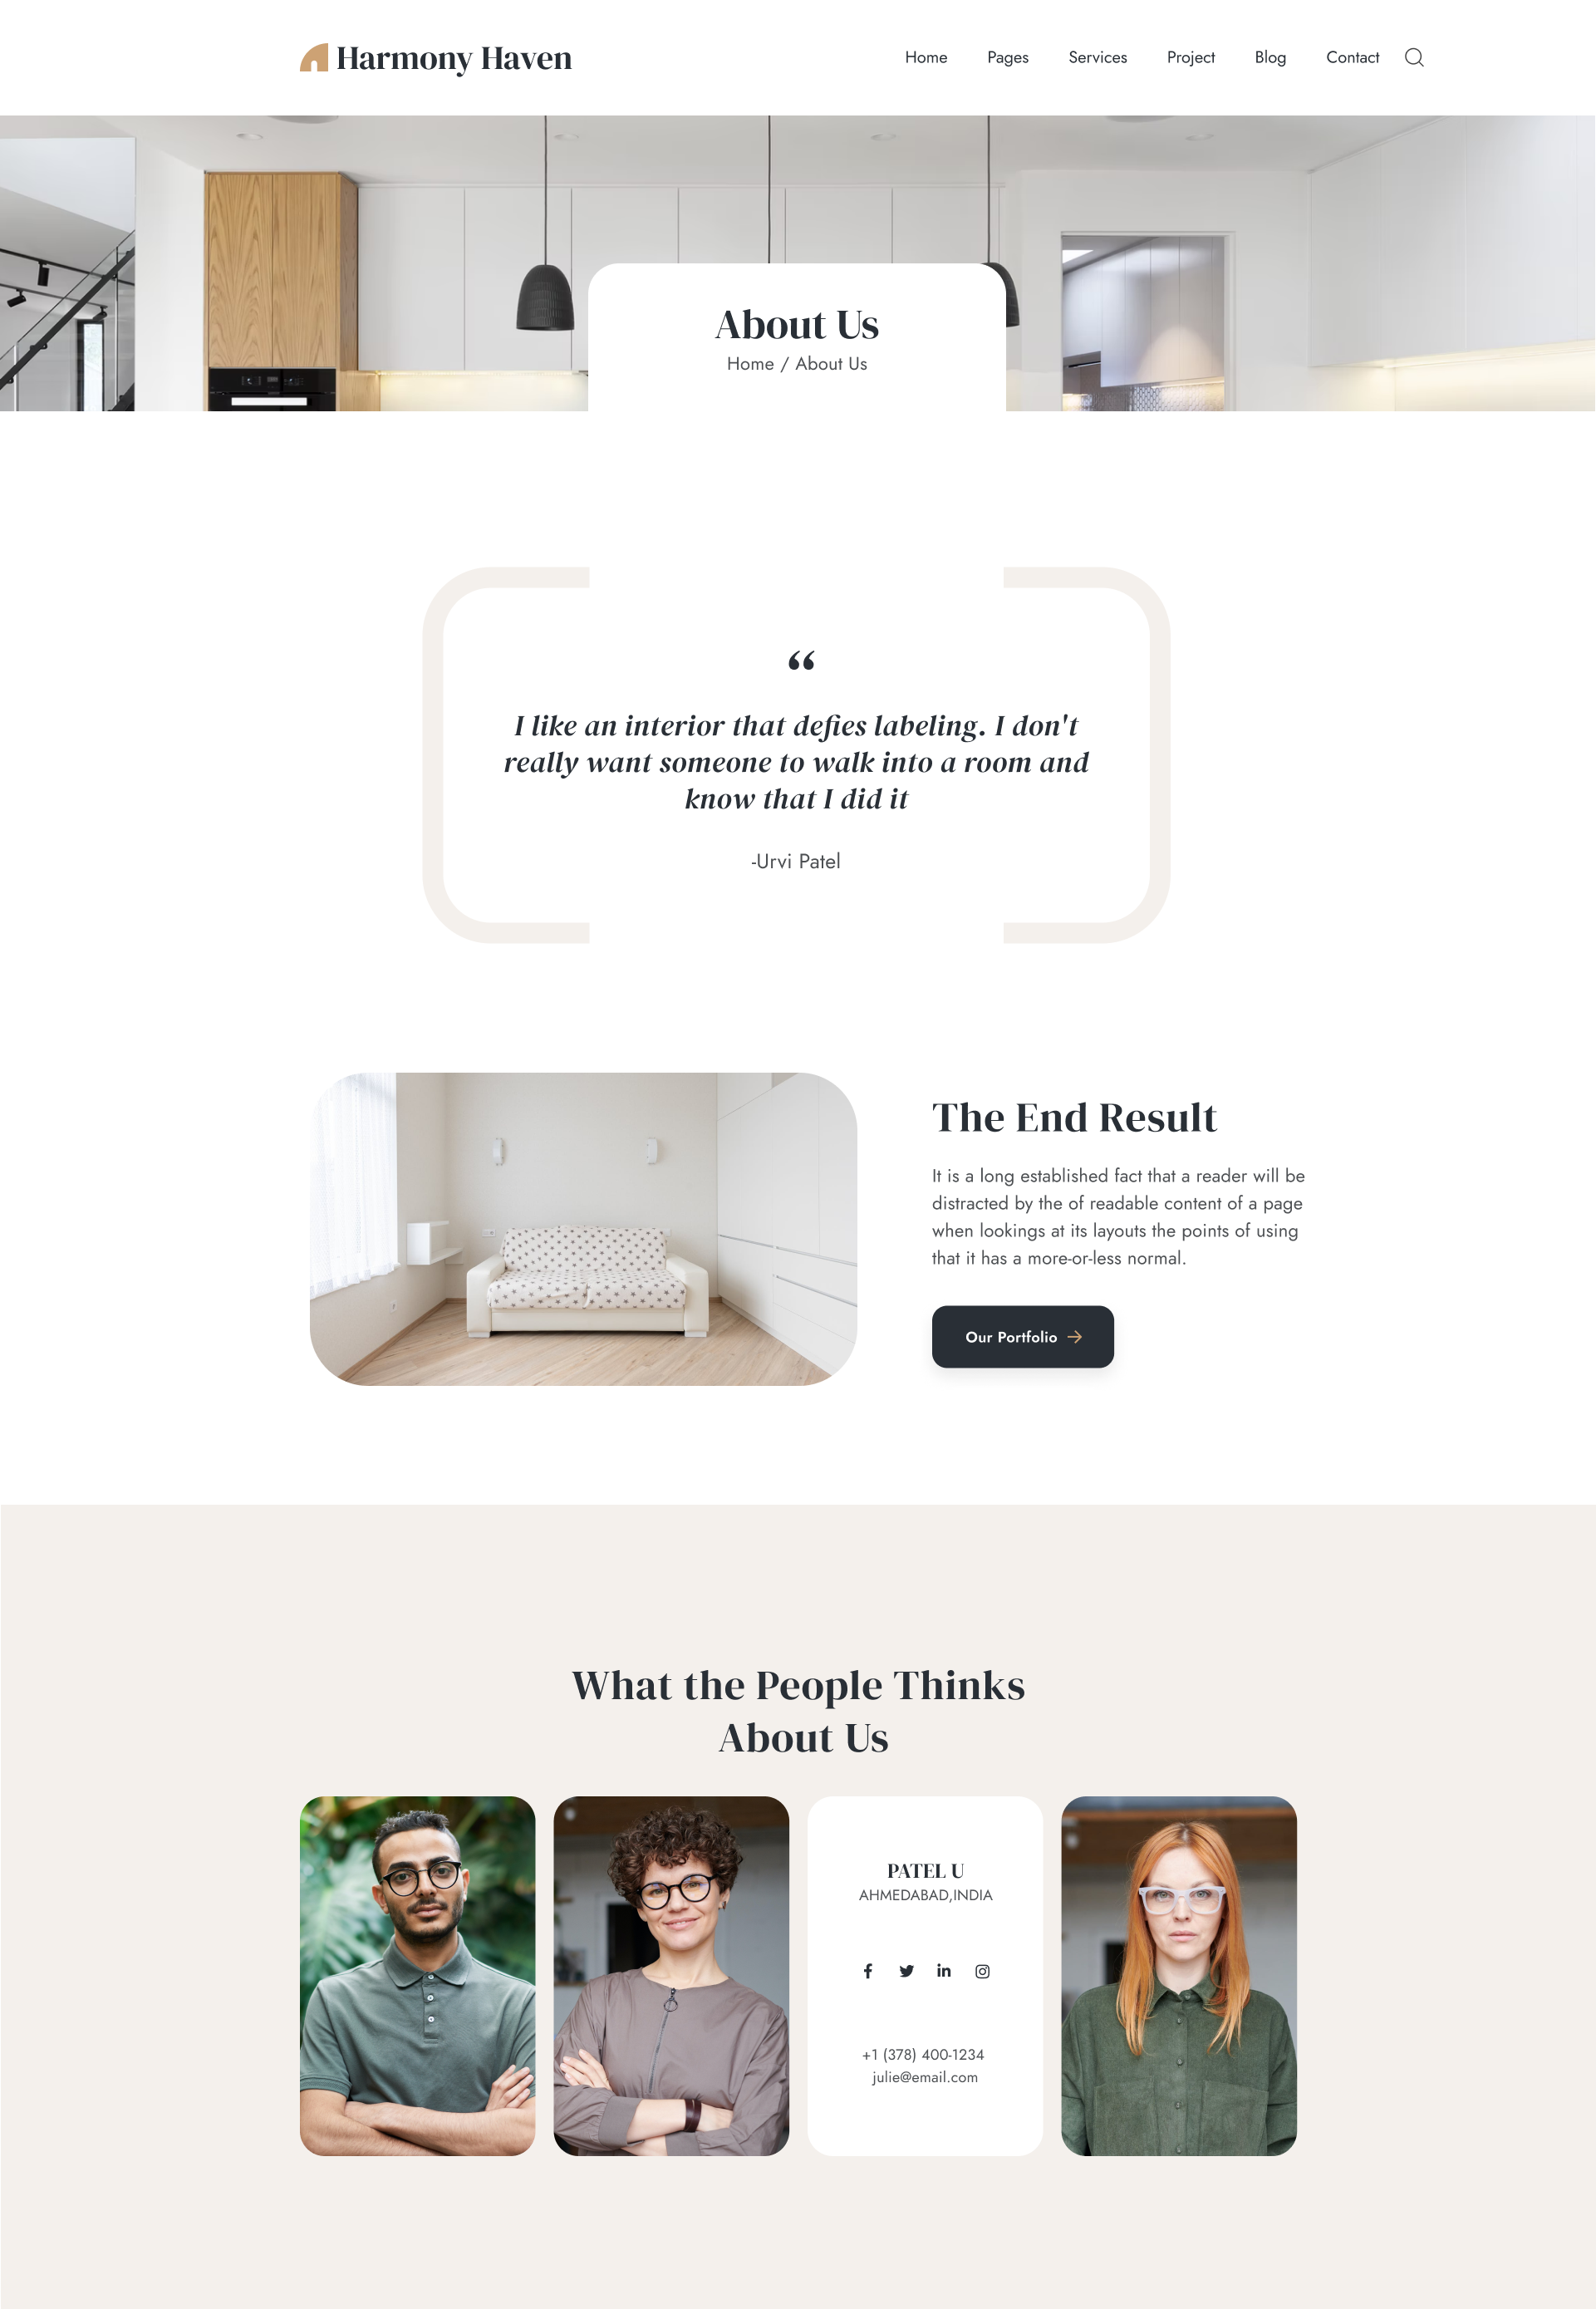 Harmony Haven
Home Pages Services Project Blog Contact
About Us
Home / About Us
“
I like an interior that defies labeling. I don't
really want someone to walk into a room and
know that I did it
-Urvi Patel
The End Result
It is a long established fact that a reader will be
distracted by the of readable content of a page
when lookings at its layouts the points of using
that it has a more-or-less normal.
Our Portfolio
What the People Thinks
About Us
PATEL U
AHMEDABAD,INDIA
+1 (378) 400-1234
julie@email.com